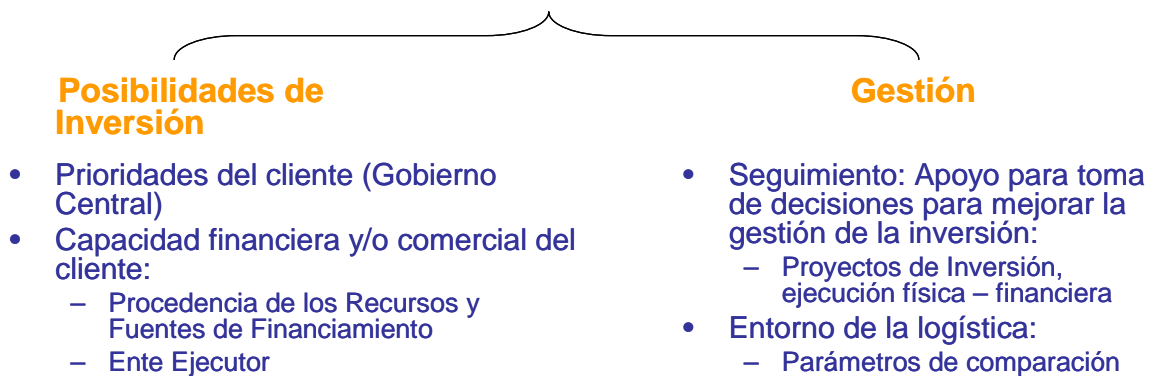 Posibilidades de
Inversión
• Prioridades del cliente (Gobierno
Central)
• Capacidad financiera y/o comercial del
cliente:
– Procedencia de los Recursos y
Fuentes de Financiamiento
– Ente Ejecutor
Gestión
• Seguimiento: Apoyo para toma
de decisiones para mejorar la
gestión de la inversión:
– Proyectos de Inversión,
ejecución física – financiera
• Entorno de la logística:
– Parámetros de comparación